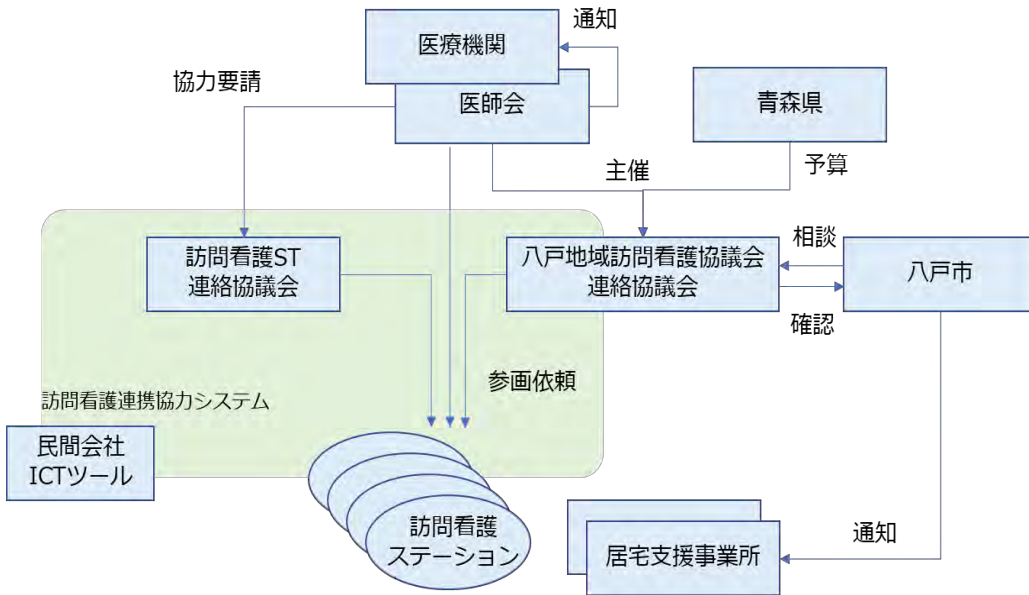 医療機関
通知
協力要請
医師会
青森県
主催
予算
訪問看護ST
連絡協議会
八戸地域訪問看護協議会
連絡協議会
相談
八戸市
確認
参画依頼
訪問看護連携協力システム
民間会社
ICTツール
訪問看護
ステーション
居宅支援事業所
通知